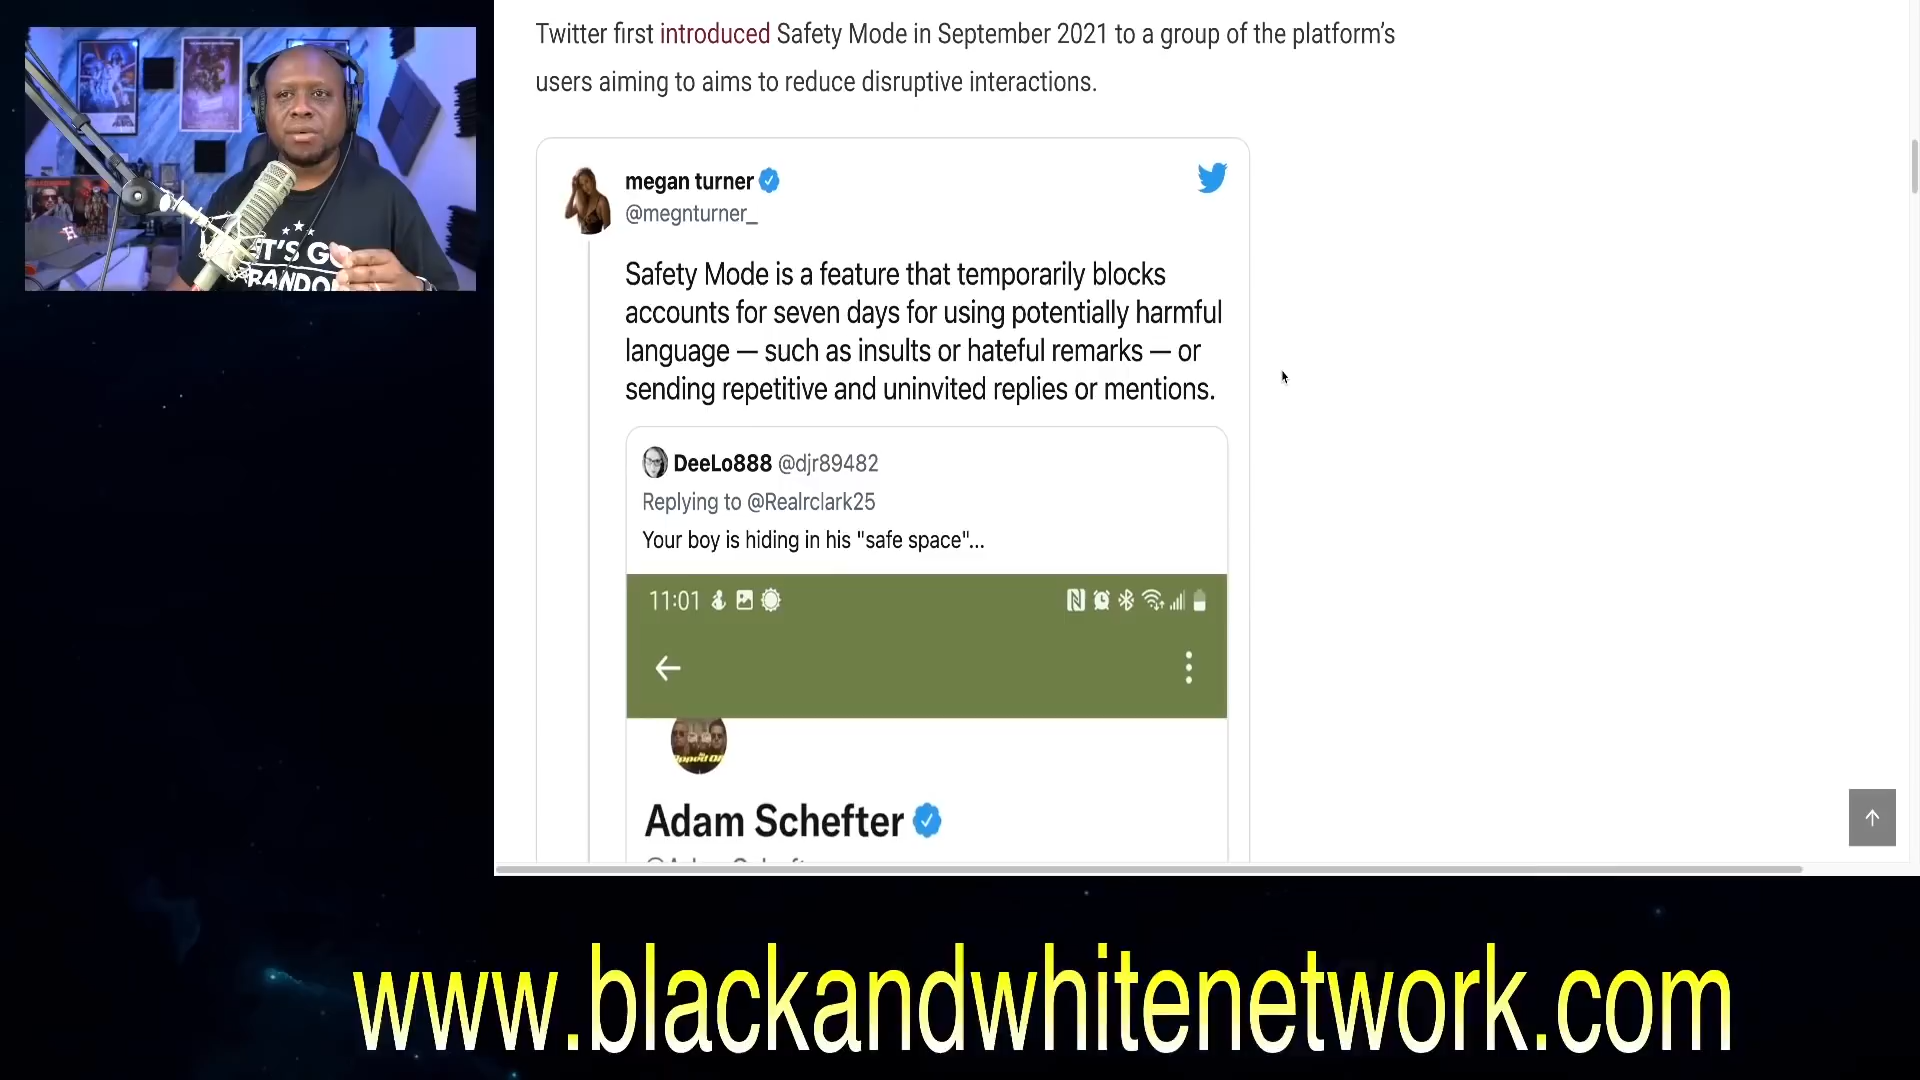 Twitter first introduced Safety Mode in September 2021 to a group of the platform’s
users aiming to aims to reduce disruptive interactions.
megan turner
@megnturner_
Safety Mode is a feature that temporarily blocks
accounts for seven days for using potentially harmful
language — such as insults or hateful remarks — or
sending repetitive and uninvited replies or mentions.
DeeLo888 @djr89482
Replying to @Realrclark25
Your boy is hiding in his "safe space"...
11:01
Adam Schefter
LET'S GO
BRANDON
www.blackandwhitenetwork.com